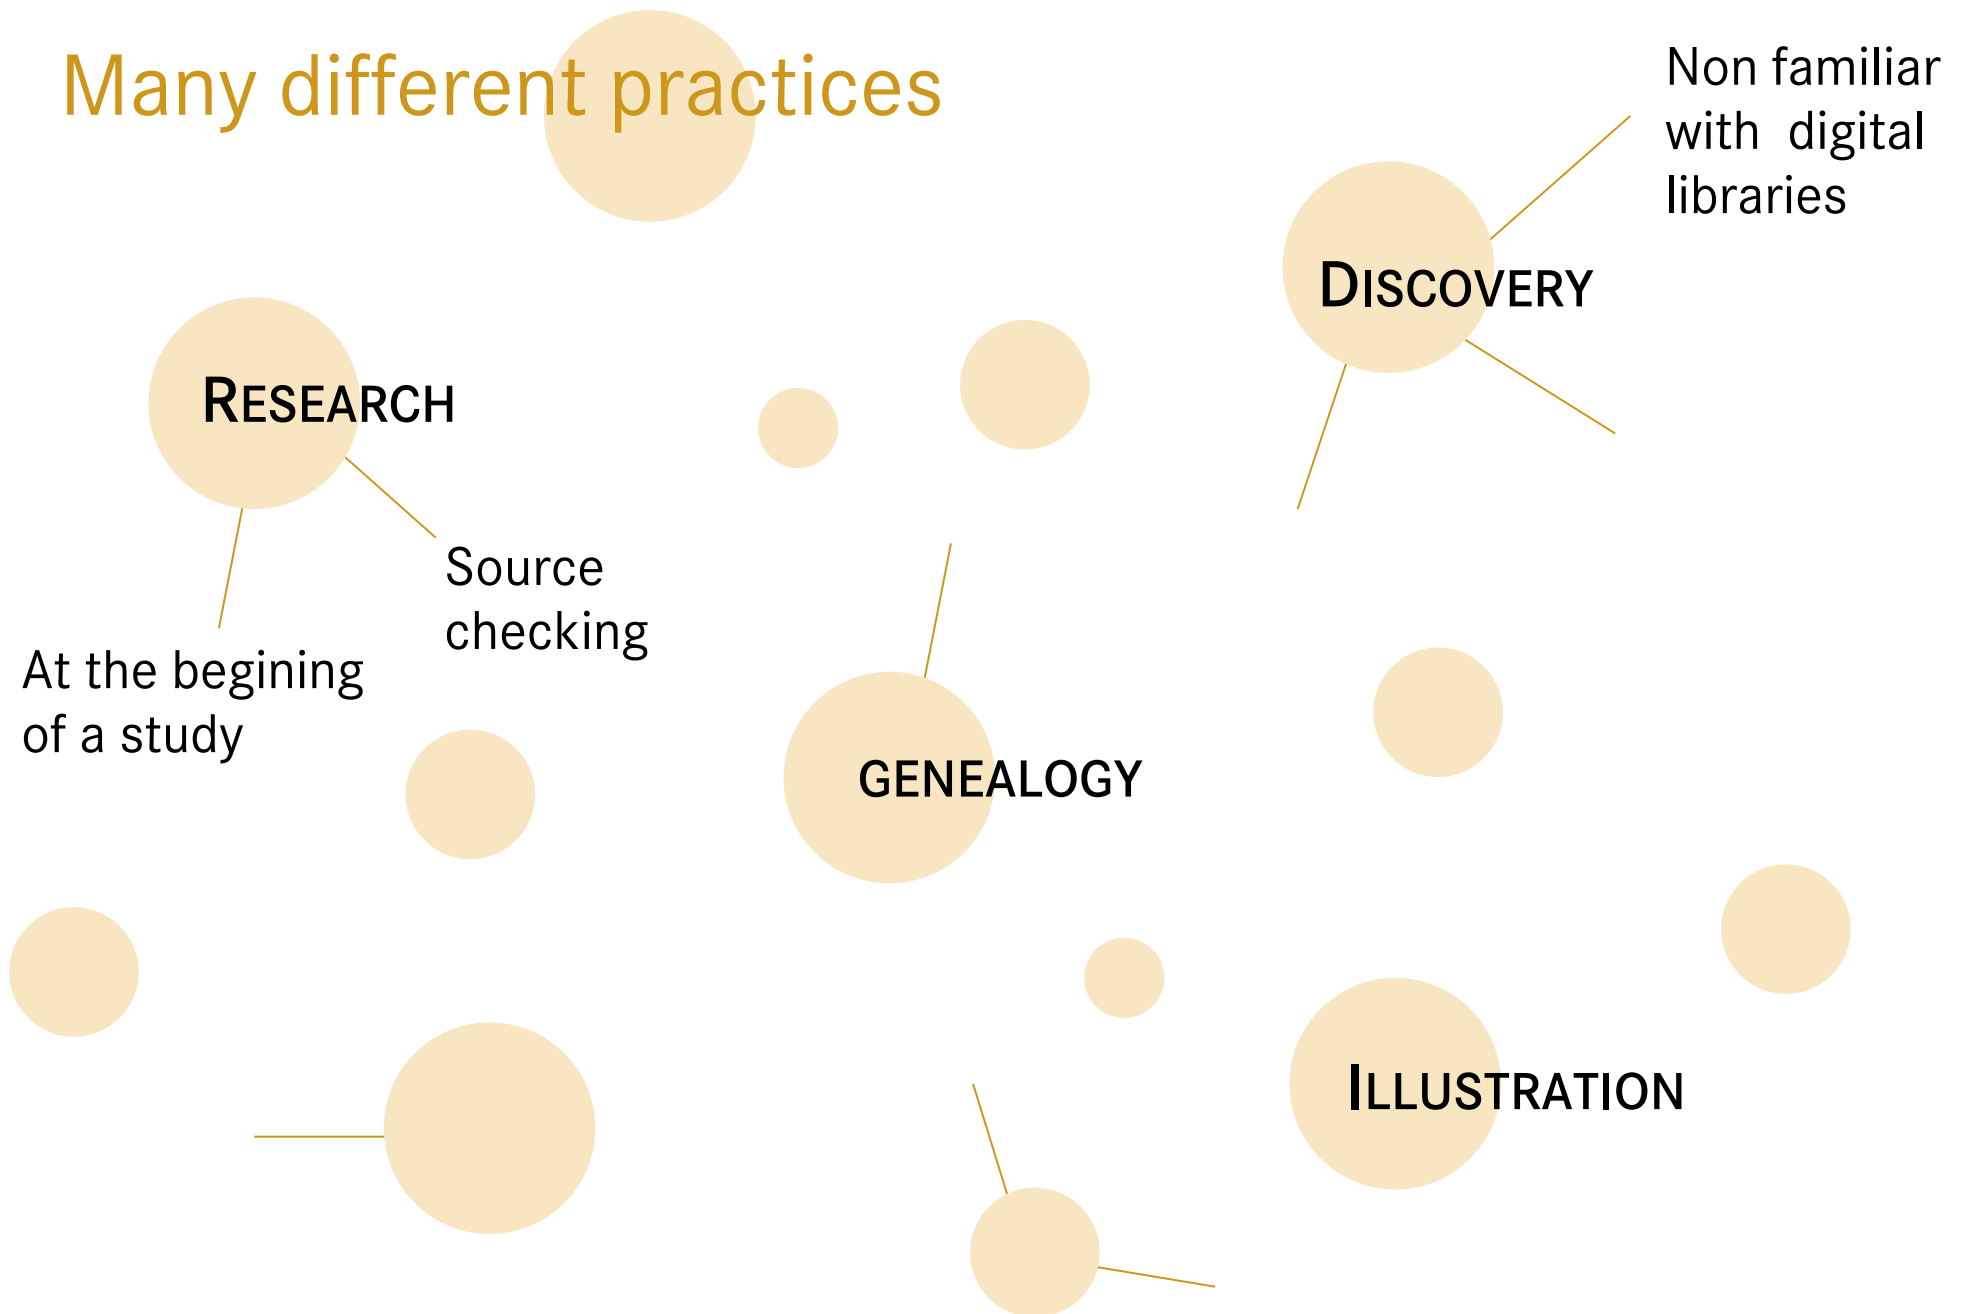 Many different practices
Non familiar
with digital
libraries
DISCOVERY
RESEARCH
Source
checking
At the begining
of a study
GENEALOGY
ILLUSTRATION